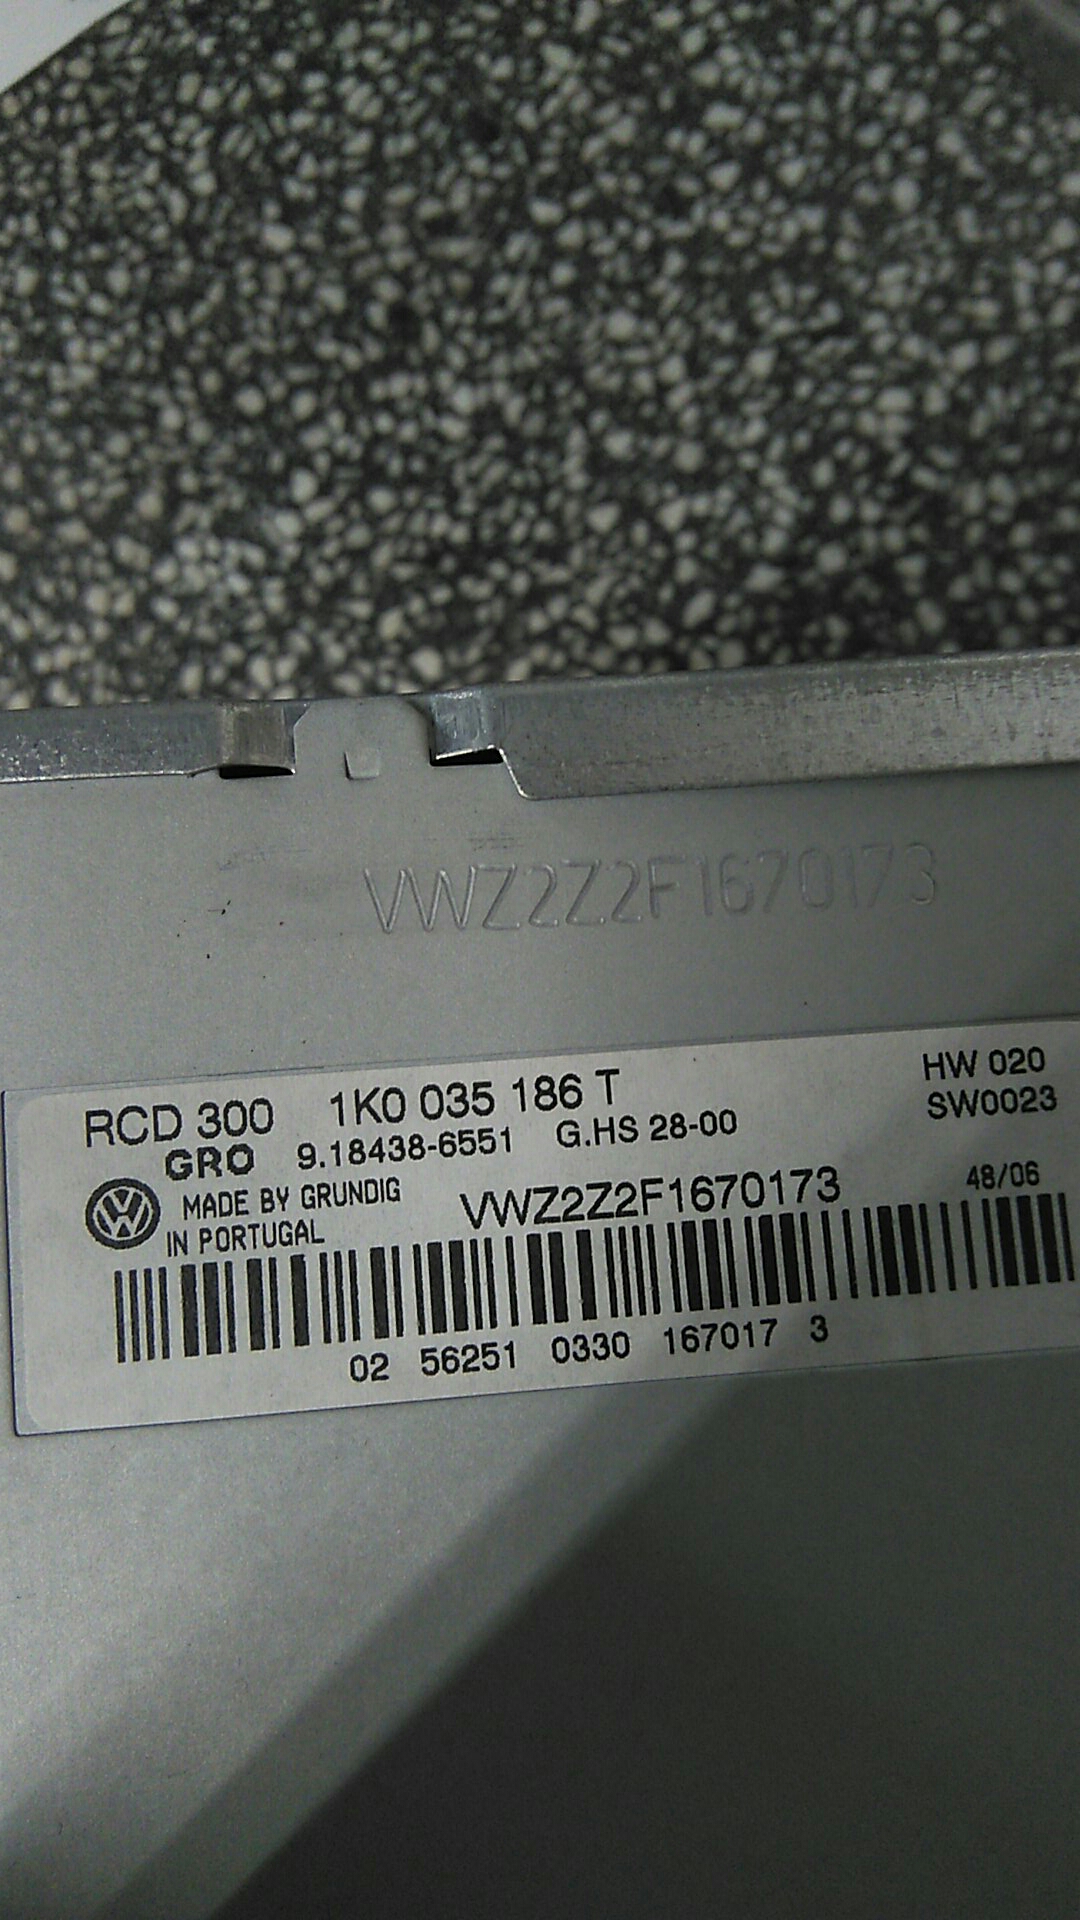 VWZ2Z2F1670173
RCD 300 1K0 035 186 T HW 020
GRO 9.18438-6551 G.HS 28-00 SW0023
MADE BY GRUNDIG VWZ2Z2F1670173 48/06
IN PORTUGAL
02 56251 0330 167017 3